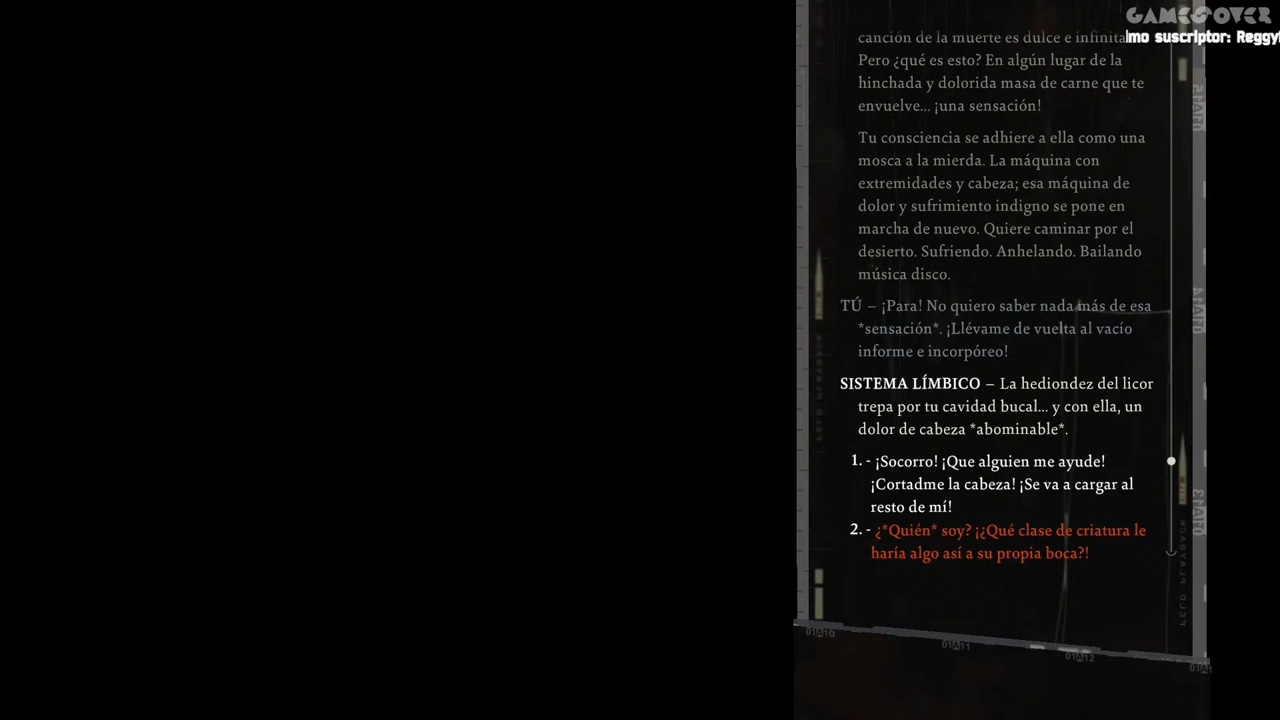 GAMESOVER
imo suscriptor: Reggy
canción de la muerte es dulce e infinita
Pero ¿qué es esto? En algún lugar de la
hinchada y dolorida masa de carne que te
envuelve... ¡una sensación!
Tu consciencia se adhiere a ella como una
mosca a la mierda. La máquina con
extremidades y cabeza; esa máquina de
dolor y sufrimiento indigno se pone en
marcha de nuevo. Quiere caminar por el
desierto. Sufriendo. Anhelando. Bailando
música disco.
TÚ – ¡Para! No quiero saber nada más de esa
*sensación*. ¡Llévame de vuelta al vacío
informe e incorpóreo!
SISTEMA LÍMBICO – La hediondez del licor
trepa por tu cavidad bucal... y con ella, un
dolor de cabeza *abominable*.
1. - ¡Socorro! ¡Que alguien me ayude!
¡Cortadme la cabeza! ¡Se va a cargar al
resto de mí!
2. - ¿*Quién* soy? ¡¿Qué clase de criatura le
haría algo así a su propia boca?!
01A10
01A11
01A12